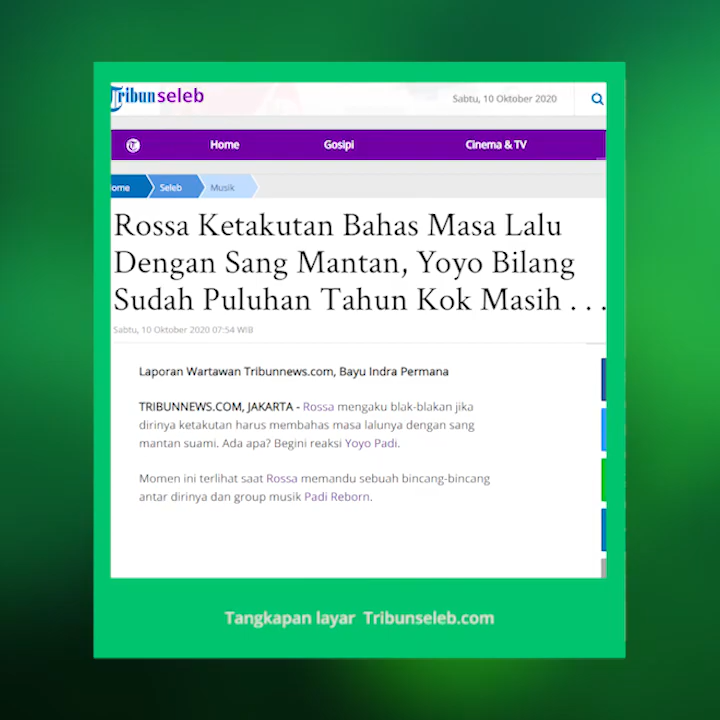 Tribunseleb
Sabtu, 10 Oktober 2020
Home Gosipi Cinema & TV
ome Seleb Musik
Rossa Ketakutan Bahas Masa Lalu
Dengan Sang Mantan, Yoyo Bilang
Sudah Puluhan Tahun Kok Masih . . .
Sabtu, 10 Oktober 2020 07:54 WIB
Laporan Wartawan Tribunnews.com, Bayu Indra Permana
TRIBUNNEWS.COM, JAKARTA - Rossa mengaku blak-blakan jika
dirinya ketakutan harus membahas masa lalunya dengan sang
mantan suami. Ada apa? Begini reaksi Yoyo Padi.
Momen ini terlihat saat Rossa memandu sebuah bincang-bincang
antar dirinya dan group musik Padi Reborn.
Tangkapan layar Tribunseleb.com